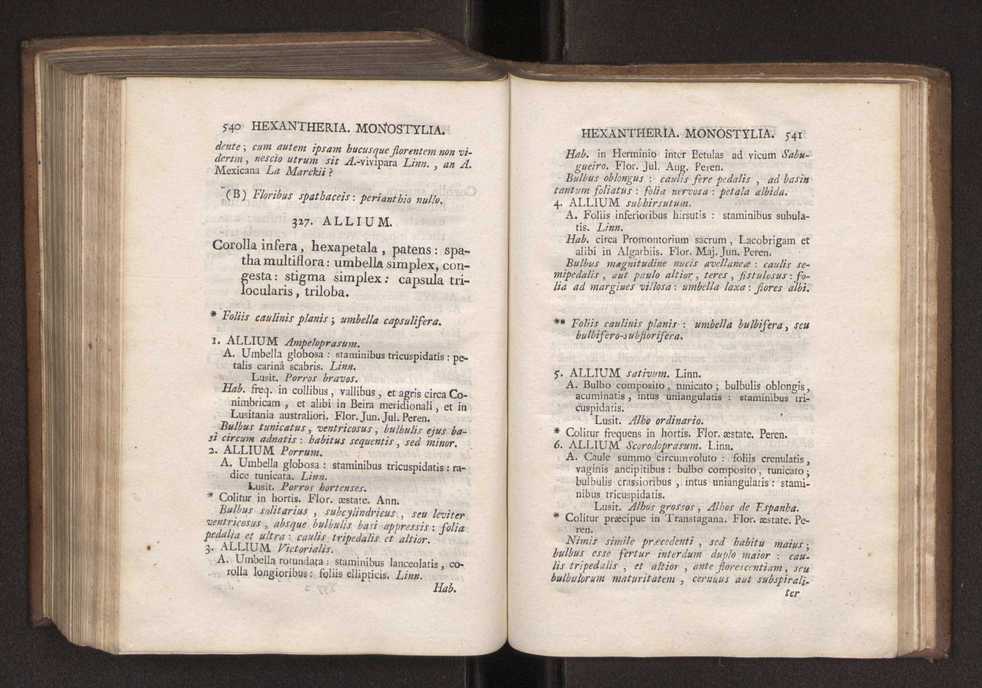 540 HEXANTHERIA. MONOSTYLIA.
dente; cum autem ipsam hucusque florentem non vi-
derim, nescio utrum sit A.-vivipara Linn., an A.
Mexicana La Marckii?
(B) Floribus spathaceis: perianthio nullo.
327. ALLIUM.
Corolla infera, hexapetala, patens: spa-
tha multiflora: umbella simplex, con-
gesta: stigma simplex: capsula tri-
locularis, triloba.
* Foliis caulinis planis; umbella capsulifera.
1. ALLIUM Ampeloprasum.
A. Umbella globosa: staminibus tricuspidatis: pe-
talis carinâ scabris. Linn.
Lusit. Porros bravos.
Hab. freq. in collibus, vallibus, et agris circa Co-
nimbricam, et alibi in Beira meridionali, et in
Lusitania australiori. Flor. Jun. Jul. Peren.
Bulbus tunicatus, ventricosus, bulbulis ejus ba-
si circum adnatis: habitus sequentis, sed minor.
2. ALLIUM Porrum.
A. Umbella globosa: staminibus tricuspidatis: ra-
dice tunicata. Linn.
Lusit. Porros hortenses.
* Colitur in hortis. Flor. æstate. Ann.
Bulbus solitarius, subcylindricus, seu leviter
ventricosus, absque bulbulis basi appressis: folia
pedalia et ultra: caulis tripedalis et altior.
3. ALLIUM Victorialis.
A. Umbella rotundata: staminibus lanceolatis, co-
rolla longioribus: foliis ellipticis. Linn.
Hab.
HEXANTHERIA. MONOSTYLIA. 541
Hab. in Herminio inter Betulas ad vicum Sabu-
gueiro. Flor. Jul. Aug. Peren.
Bulbus oblongus: caulis fere pedalis, ad basin
tantum foliatus: folia nervosa: petala albida.
4. ALLIUM subhirsutum.
A. Foliis inferioribus hirsutis: staminibus subula-
tis. Linn.
Hab. circa Promontorium sacrum, Lacobrigam et
alibi in Algarbiis. Flor. Maj. Jun. Peren.
Bulbus magnitudine nucis avellaneæ: caulis se-
mipedalis, aut paulo altior, teres, fistulosus: fo-
lia ad margines villosa: umbella laxa: flores albi.
** Foliis caulinis planis: umbella bulbifera, seu
bulbifero-subflorifera.
5. ALLIUM sativum. Linn.
A. Bulbo composito, tunicato; bulbulis oblongis,
acuminatis, intus uniangulatis: staminibus tri-
cuspidatis.
Lusit. Alho ordinario.
* Colitur frequens in hortis. Flor. æstate. Peren.
6. ALLIUM Scorodoprasum. Linn.
A. Caule summo circumvoluto: foliis crenulatis,
vaginis ancipitibus: bulbo composito, tunicato;
bulbulis crassioribus, intus uniangularis: stami-
nibus tricuspidatis.
Lusit. Alhos grossos, Alhos de Espanha.
* Colitur præcipue in Transtagana. Flor. æstate. Pe-
ren.
Nimis simile præcedenti, sed habitu majus;
bulbus esse fertur interdum duplo maior: cau-
lis tripedalis, et altior, ante florescentiam, seu
bulbulorum maturitatem, cernuus aut subspirali-
ter